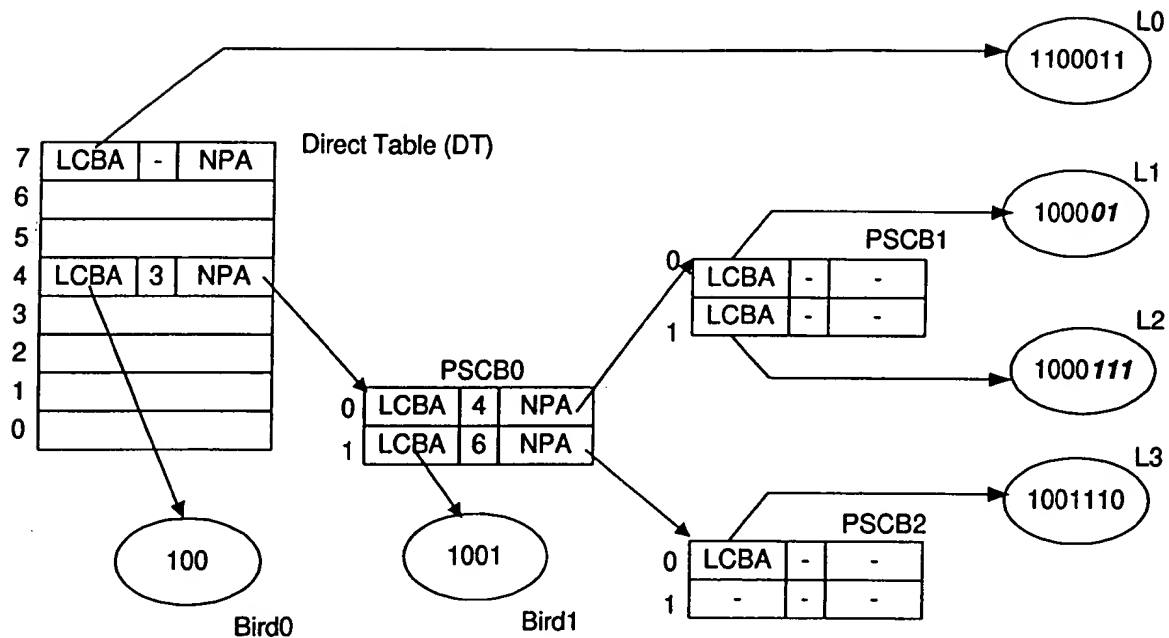 L0
1100011
Direct Table (DT)
7 LCBA - NPA
6
5
4 LCBA 3 NPA
3
2
1
0
L1
100001
PSCB1
0 LCBA - -
1 LCBA - -
L2
1000111
PSCB0
0 LCBA 4 NPA
1 LCBA 6 NPA
L3
1001110
PSCB2
0 LCBA - -
1 - - -
100
Bird0
1001
Bird1